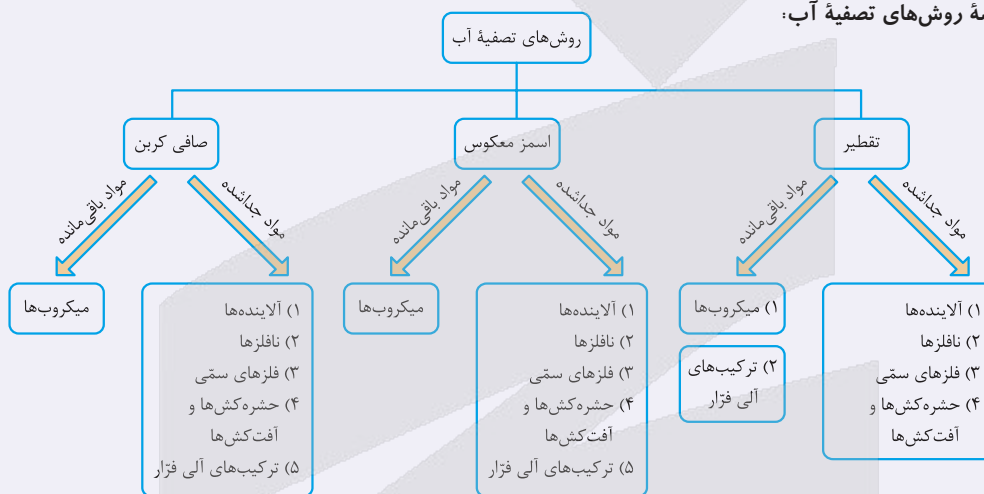 روش‌های تصفیهٔ آب:
روش‌های تصفیهٔ آب
تقطیر
اسمز معکوس
صافی کربن
مواد جداشده
مواد باقی‌مانده
مواد جداشده
مواد باقی‌مانده
مواد جداشده
مواد باقی‌مانده
۱) آلاینده‌ها
۲) نافلزها
۳) فلزهای سمّی
۴) حشره‌کش‌ها و
آفت‌کش‌ها
۱) میکروب‌ها
۲) ترکیب‌های
آلی فرّار
۱) آلاینده‌ها
۲) نافلزها
۳) فلزهای سمّی
۴) حشره‌کش‌ها و
آفت‌کش‌ها
۵) ترکیب‌های آلی فرّار
میکروب‌ها
۱) آلاینده‌ها
۲) نافلزها
۳) فلزهای سمّی
۴) حشره‌کش‌ها و
آفت‌کش‌ها
۵) ترکیب‌های آلی فرّار
میکروب‌ها